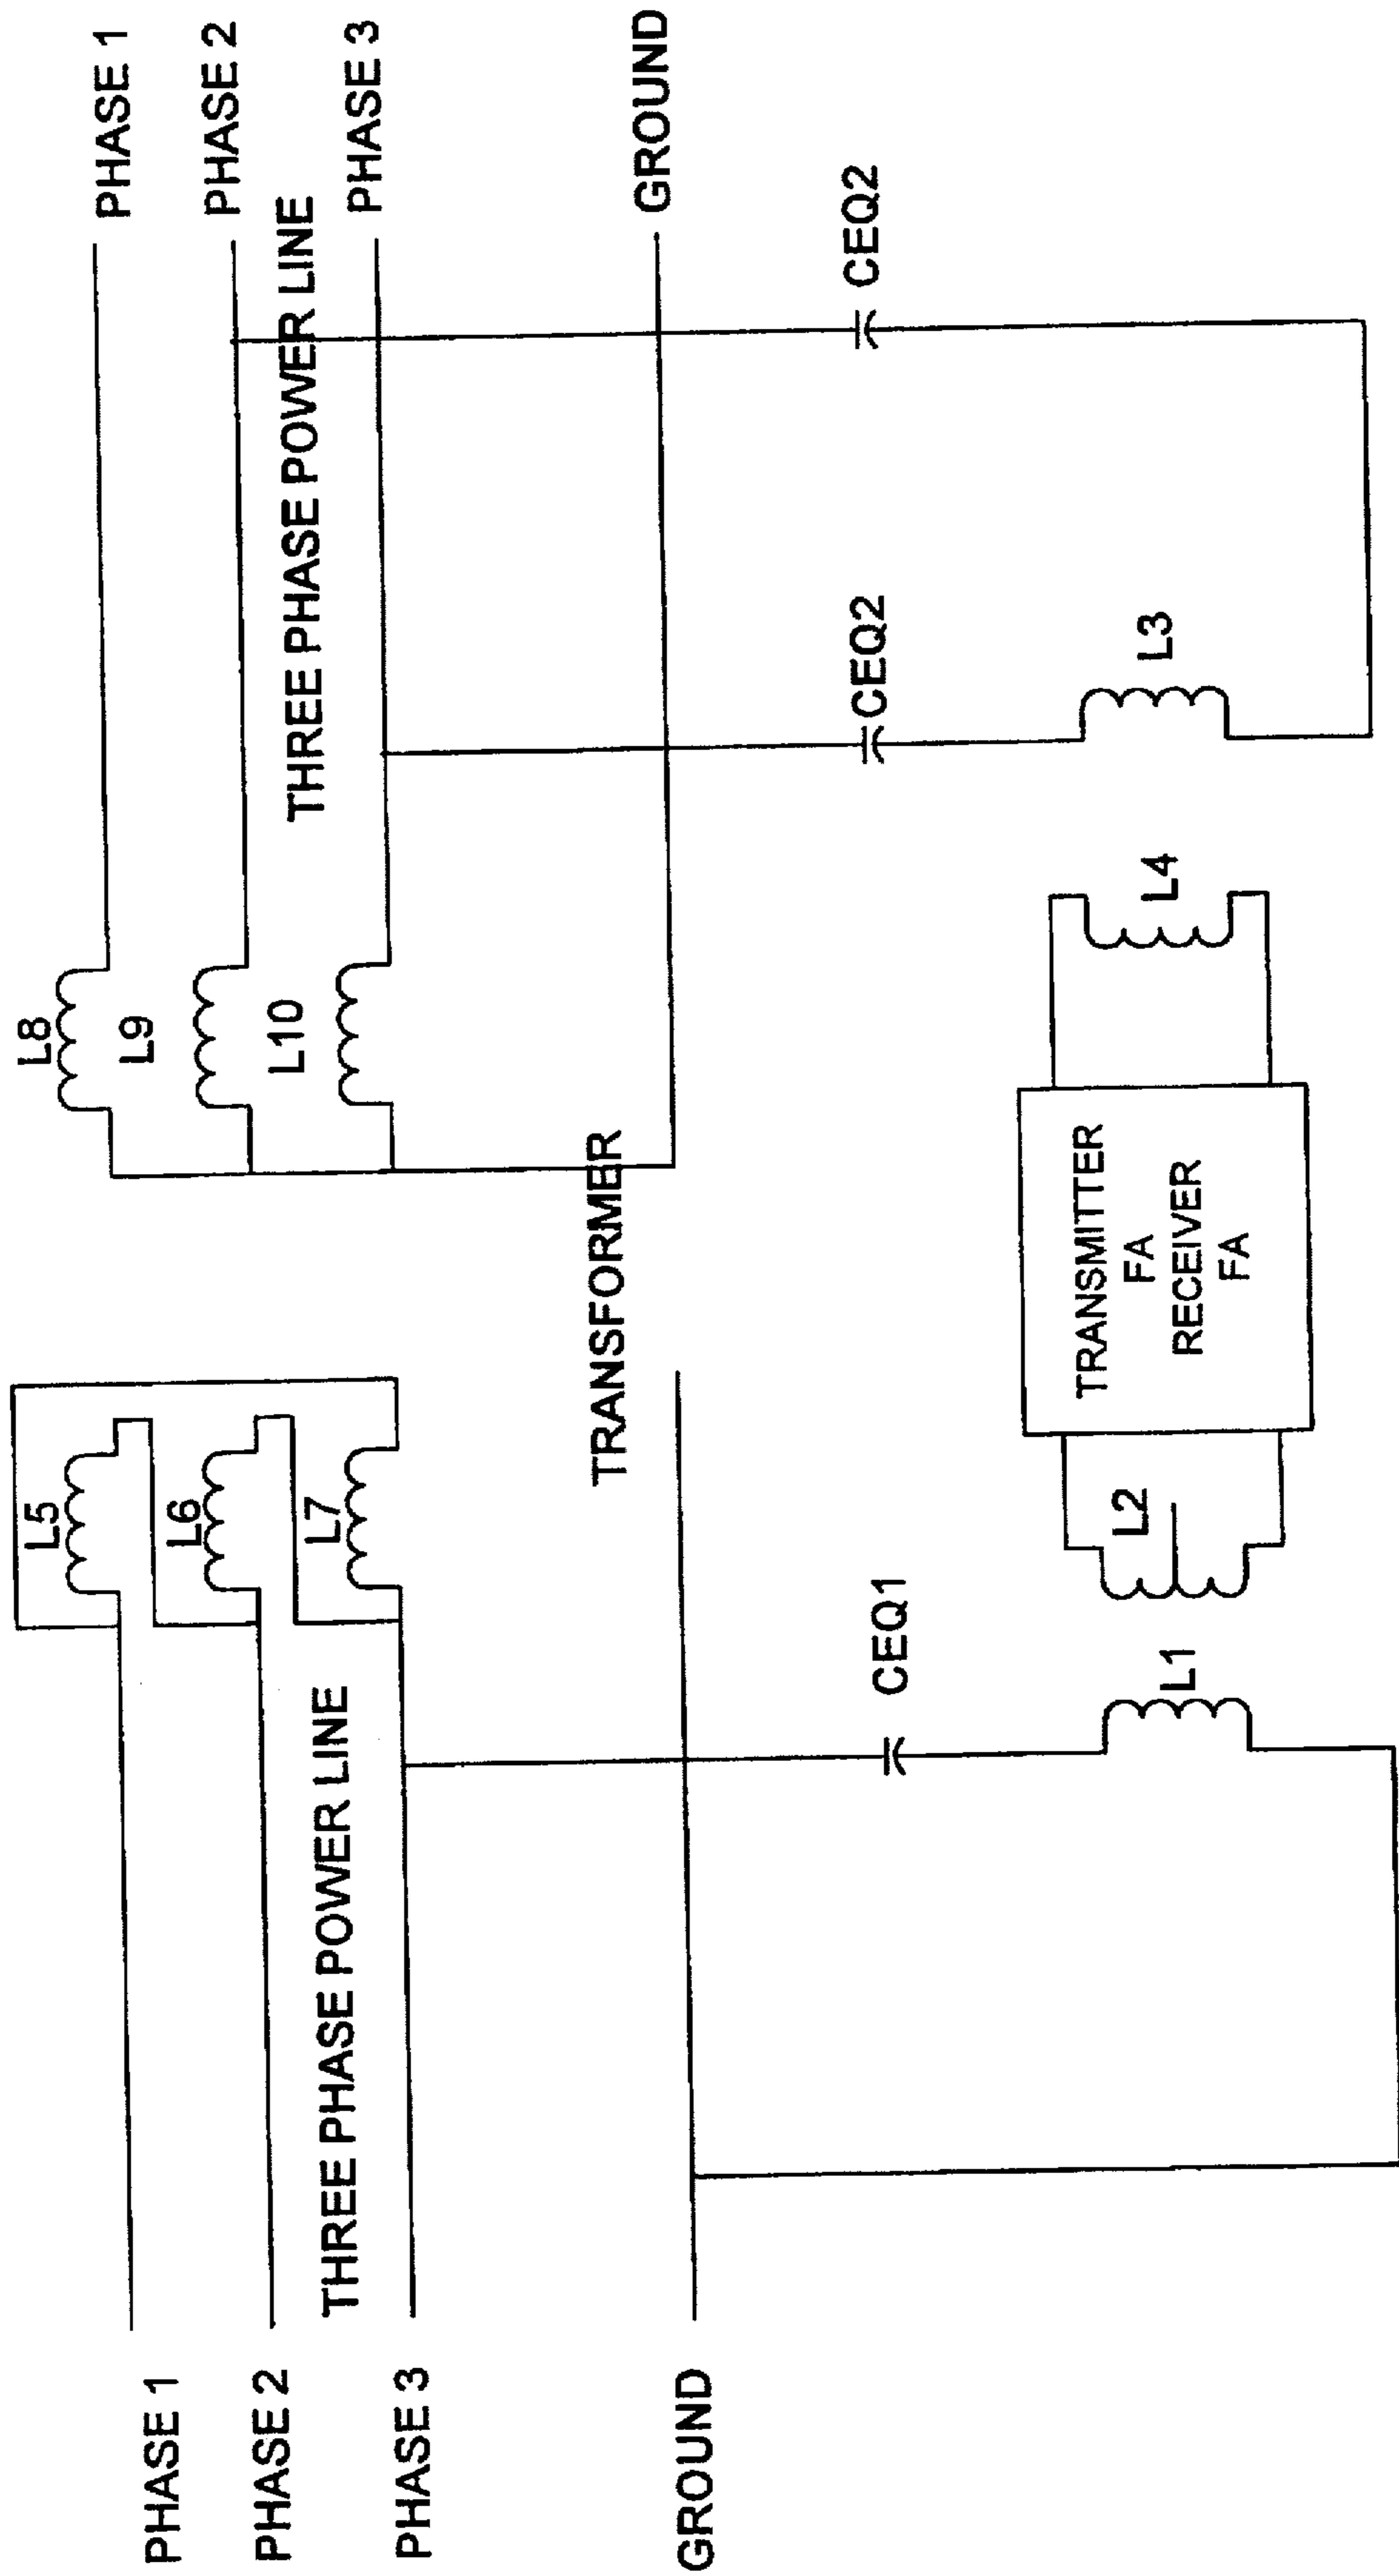 L8
PHASE 1
L5
L9
PHASE 2
L6
L10
THREE PHASE POWER LINE
PHASE 3
L7
PHASE 1
THREE PHASE POWER LINE
PHASE 2
PHASE 3
TRANSFORMER
GROUND
GROUND
CEQ1
CEQ2
CEQ2
TRANSMITTER
FA
RECEIVER
FA
L1
L2
L4
L3